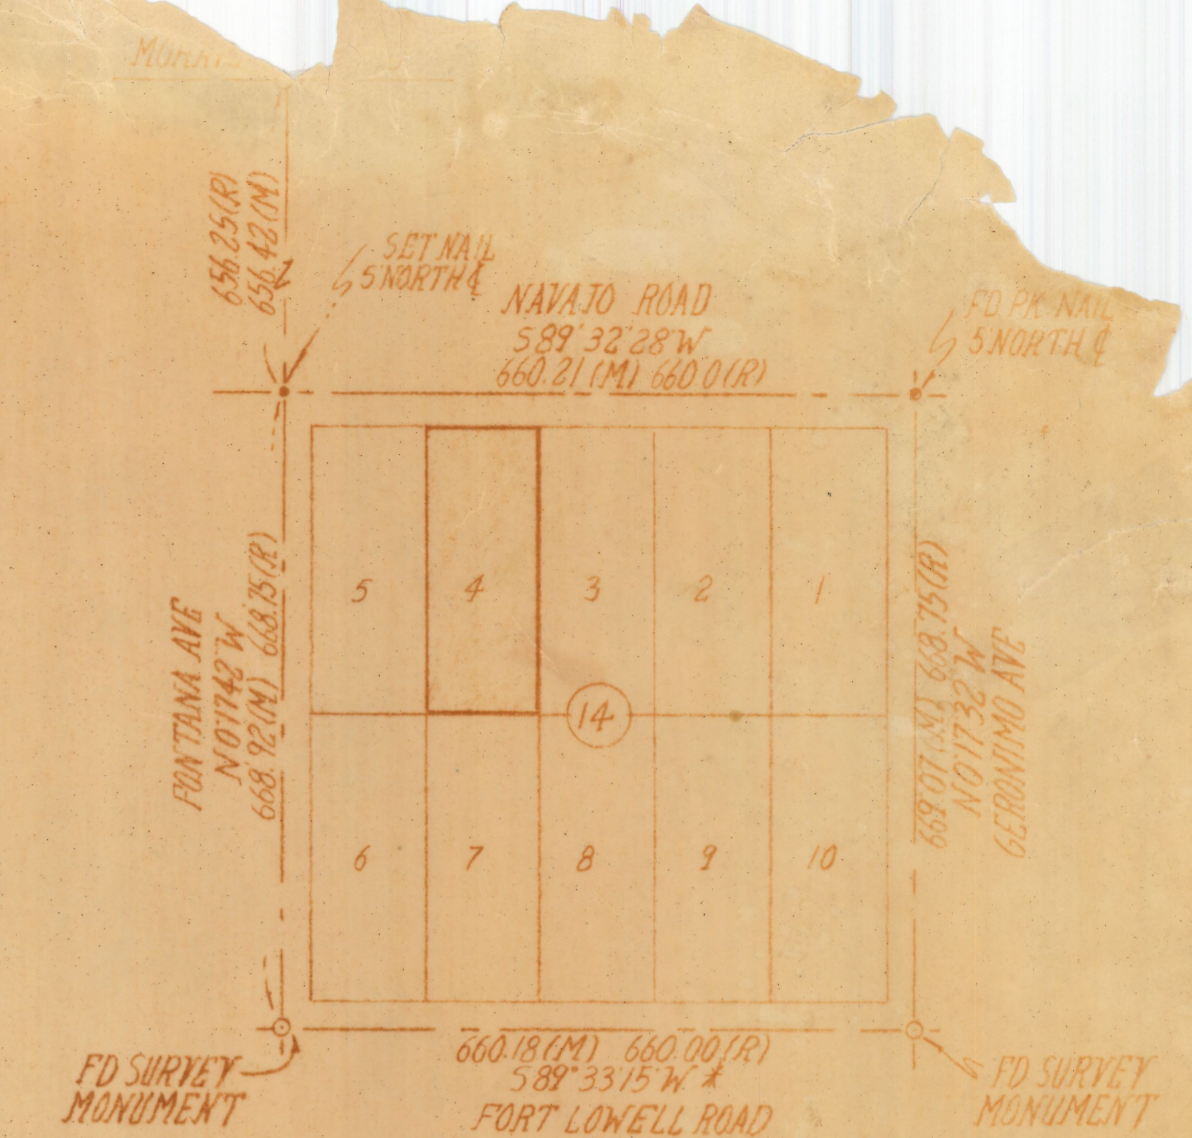 656.25(R)
656.42(M)
SET NAIL
5'NORTH ℄
NAVAJO ROAD
S89°32'28"W
660.21(M) 660.0(R)
FD PK NAIL
5'NORTH ℄
FONTANA AVE
N0°17'42"W
668.92(M) 668.75(R)
5
4
3
2
1
14
6
7
8
9
10
669.07(M) 668.75(R)
N0°17'32"W
GERONIMO AVE
660.18(M) 660.00(R)
S89°33'15"W *
FORT LOWELL ROAD
FD SURVEY
MONUMENT
FD SURVEY
MONUMENT